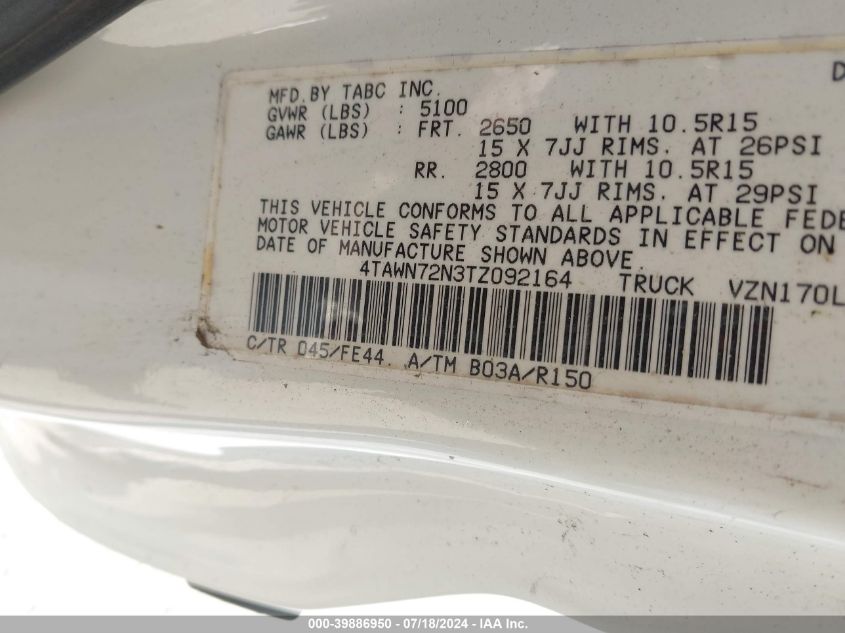 D
MFD.BY TABC INC.
GVWR (LBS) : 5100
GAWR (LBS) : FRT. 2650 WITH 10.5R15
15 X 7JJ RIMS. AT 26PSI
RR. 2800 WITH 10.5R15
15 X 7JJ RIMS. AT 29PSI
THIS VEHICLE CONFORMS TO ALL APPLICABLE FEDE
MOTOR VEHICLE SAFETY STANDARDS IN EFFECT ON
DATE OF MANUFACTURE SHOWN ABOVE.
4TAWN72N3TZ092164 TRUCK VZN170L
C/TR 045/FE44 A/TM B03A/R150
000-39886950 - 07/18/2024 - IAA Inc.